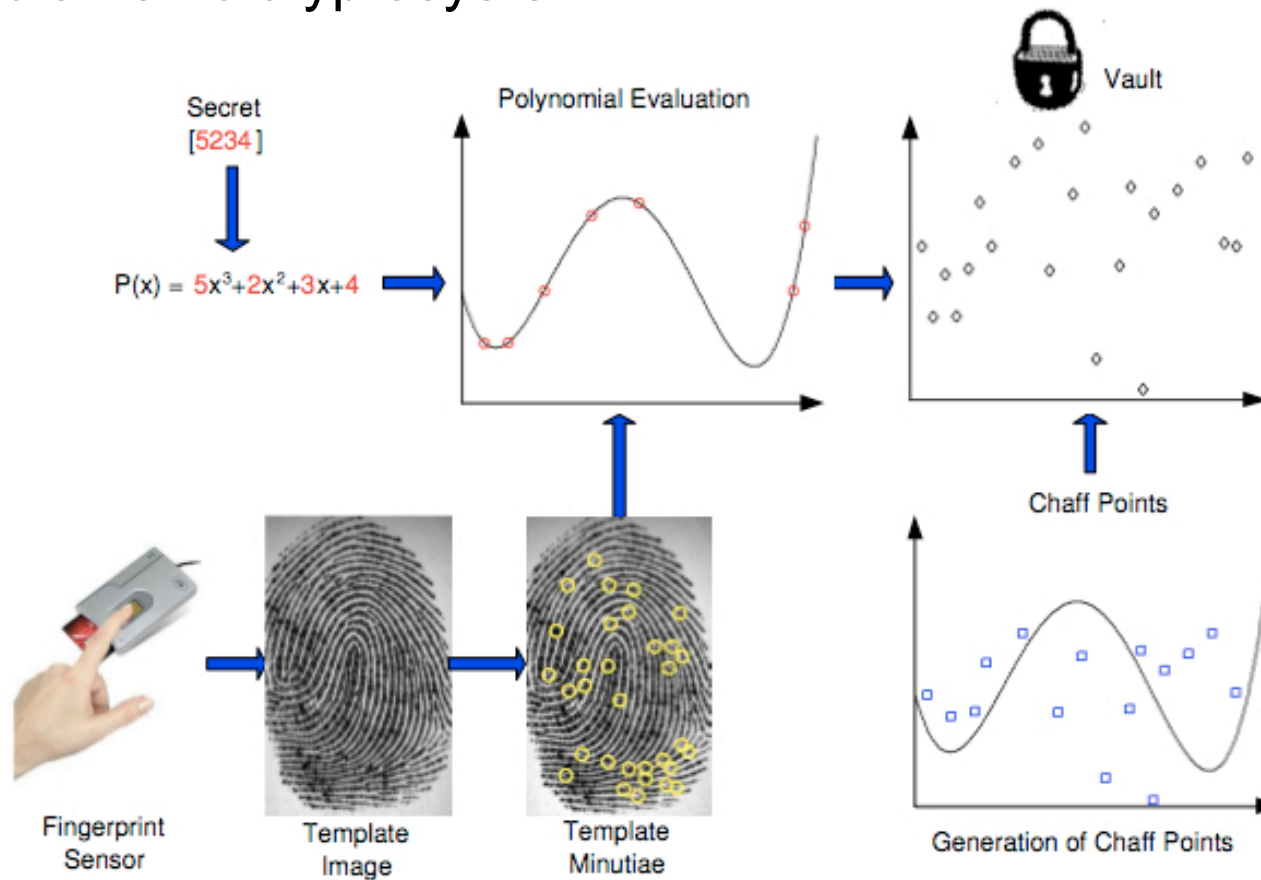 Secret
[5234]
P(x) = 5x³+2x²+3x+4
Polynomial Evaluation
Vault
Chaff Points
Fingerprint
Sensor
Template
Image
Template
Minutiae
Generation of Chaff Points